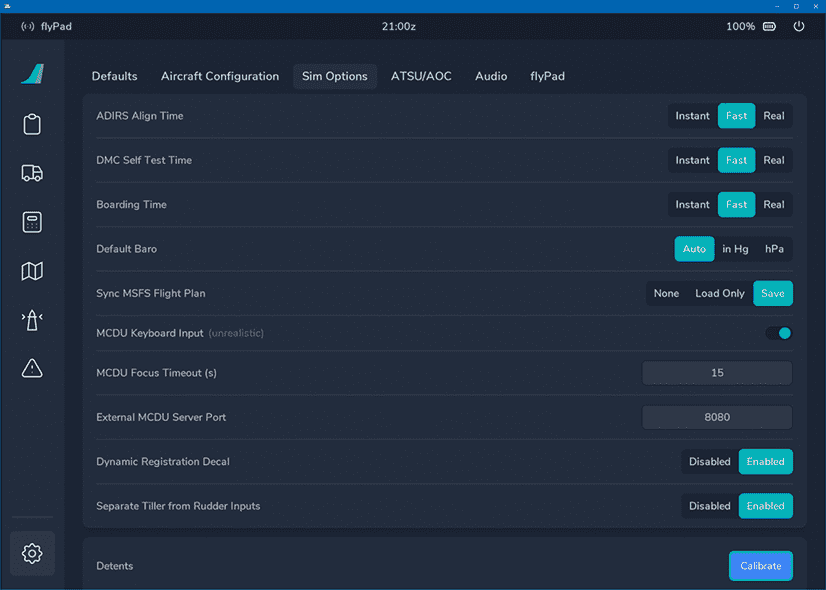 flyPad 21:00z 100%
Defaults Aircraft Configuration Sim Options ATSU/AOC Audio flyPad
ADIRS Align Time Instant Fast Real
DMC Self Test Time Instant Fast Real
Boarding Time Instant Fast Real
Default Baro Auto in Hg hPa
Sync MSFS Flight Plan None Load Only Save
MCDU Keyboard Input (unrealistic)
MCDU Focus Timeout (s) 15
External MCDU Server Port 8080
Dynamic Registration Decal Disabled Enabled
Separate Tiller from Rudder Inputs Disabled Enabled
Detents Calibrate